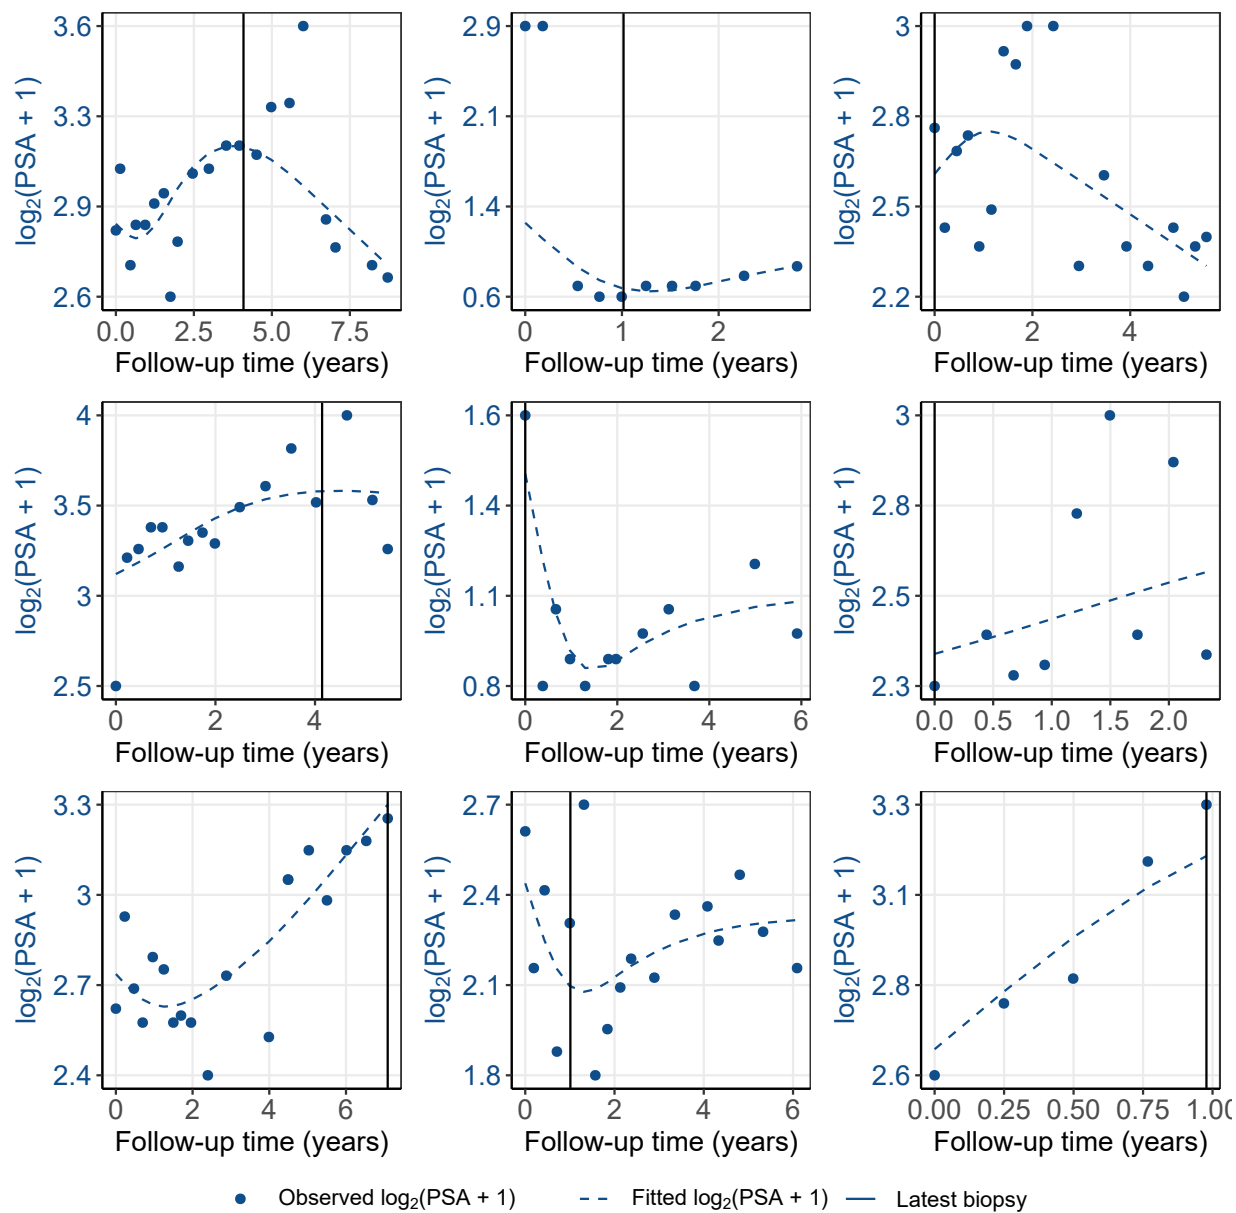 log₂(PSA + 1)
3.6
3.3
2.9
2.6
0.0 2.5 5.0 7.5
Follow-up time (years)
log₂(PSA + 1)
2.9
2.1
1.4
0.6
0 1 2
Follow-up time (years)
log₂(PSA + 1)
3
2.8
2.5
2.2
0 2 4
Follow-up time (years)
log₂(PSA + 1)
4
3.5
3
2.5
0 2 4
Follow-up time (years)
log₂(PSA + 1)
1.6
1.4
1.1
0.8
0 2 4 6
Follow-up time (years)
log₂(PSA + 1)
3
2.8
2.5
2.3
0.0 0.5 1.0 1.5 2.0
Follow-up time (years)
log₂(PSA + 1)
3.3
3
2.7
2.4
0 2 4 6
Follow-up time (years)
log₂(PSA + 1)
2.7
2.4
2.1
1.8
0 2 4 6
Follow-up time (years)
log₂(PSA + 1)
3.3
3.1
2.8
2.6
0.00 0.25 0.50 0.75 1.00
Follow-up time (years)
Observed log₂(PSA + 1) Fitted log₂(PSA + 1) Latest biopsy